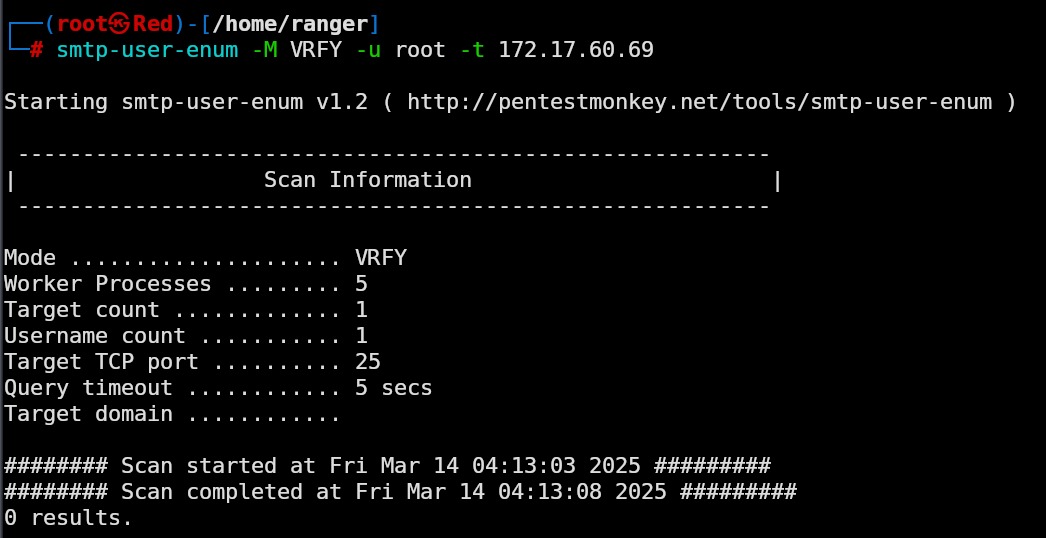 ┌──(root㉿Red)-[/home/ranger]
└─# smtp-user-enum -M VRFY -u root -t 172.17.60.69
Starting smtp-user-enum v1.2 ( http://pentestmonkey.net/tools/smtp-user-enum )
 ----------------------------------------------------------
|                   Scan Information                       |
 ----------------------------------------------------------
Mode ..................... VRFY
Worker Processes ......... 5
Target count ............. 1
Username count ........... 1
Target TCP port .......... 25
Query timeout ............ 5 secs
Target domain ............
######## Scan started at Fri Mar 14 04:13:03 2025 #########
######## Scan completed at Fri Mar 14 04:13:08 2025 #########
0 results.